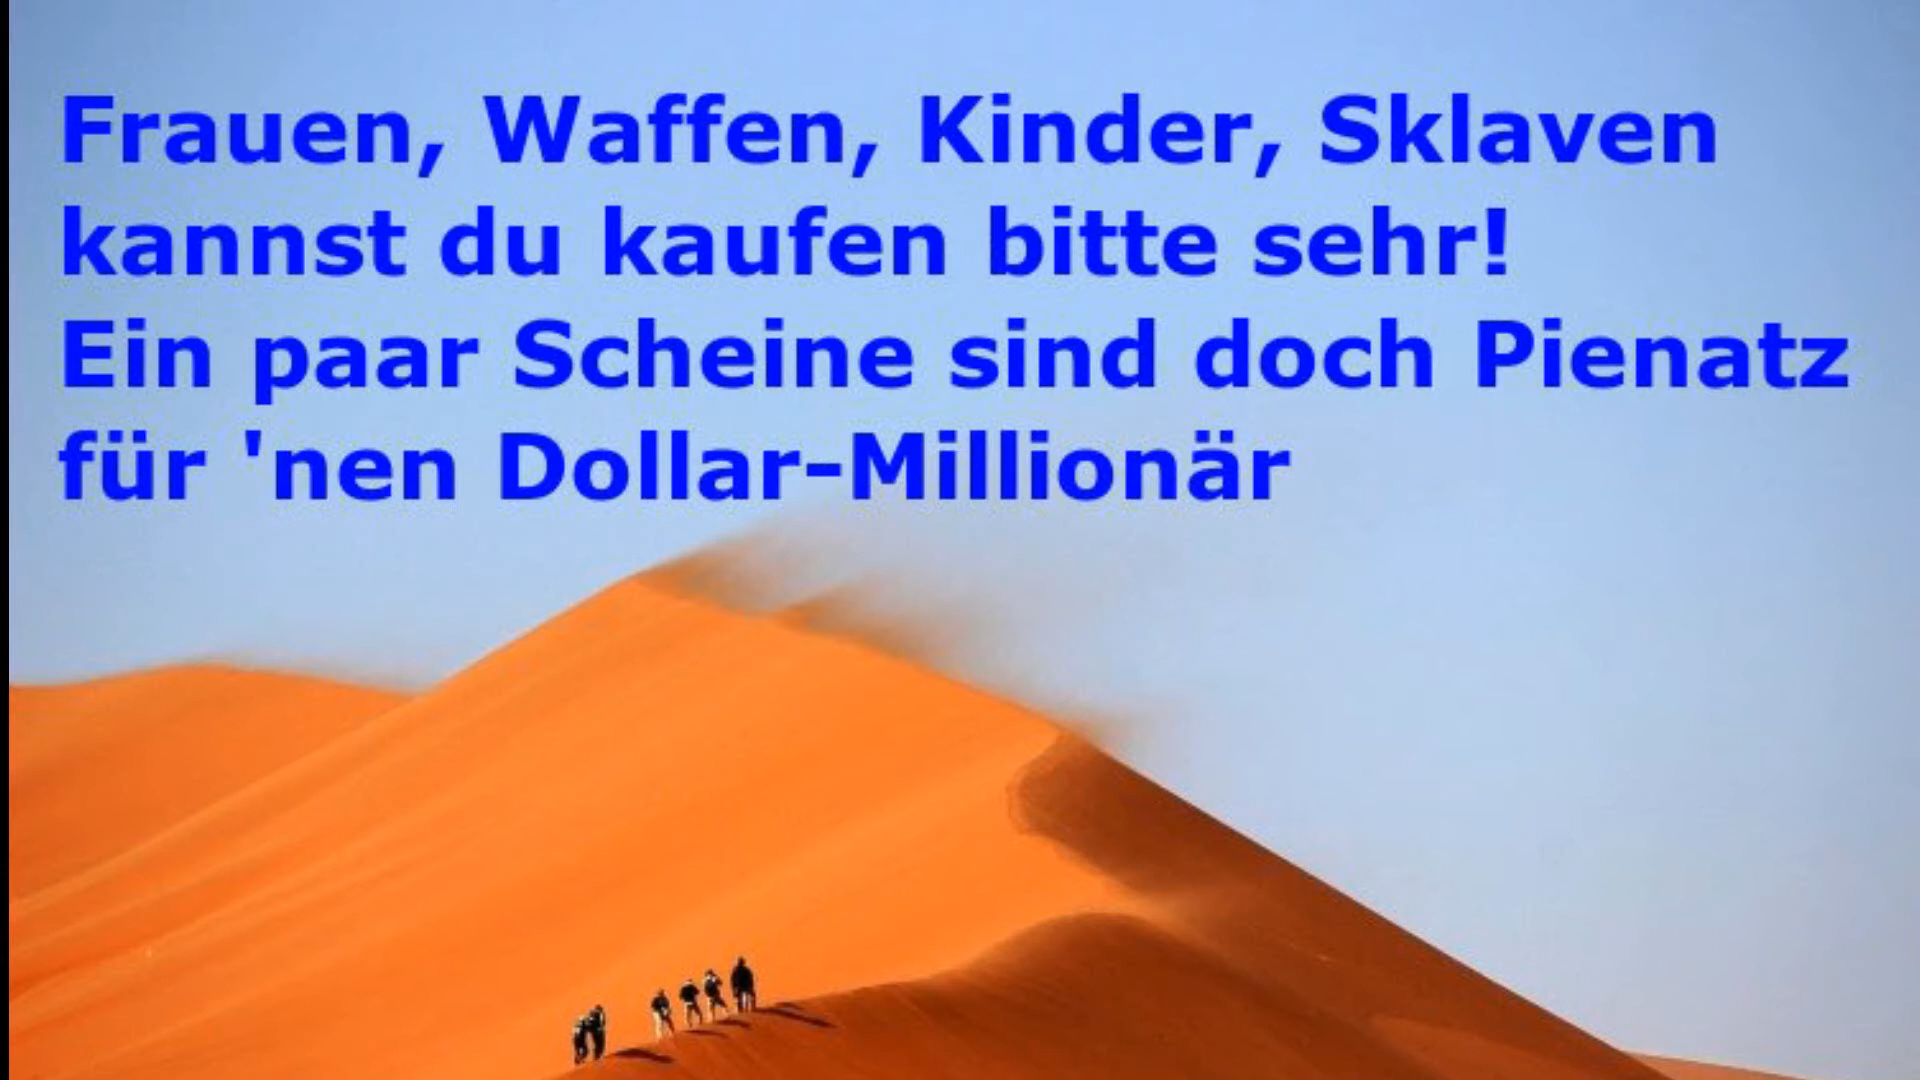 Frauen, Waffen, Kinder, Sklaven
kannst du kaufen bitte sehr!
Ein paar Scheine sind doch Pienatz
für 'nen Dollar-Millionär